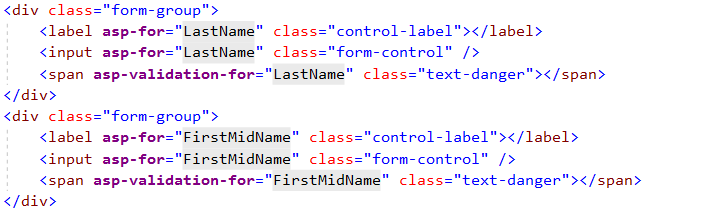 <div class="form-group">
    <label asp-for="LastName" class="control-label"></label>
    <input asp-for="LastName" class="form-control" />
    <span asp-validation-for="LastName" class="text-danger"></span>
</div>
<div class="form-group">
    <label asp-for="FirstMidName" class="control-label"></label>
    <input asp-for="FirstMidName" class="form-control" />
    <span asp-validation-for="FirstMidName" class="text-danger"></span>
</div>